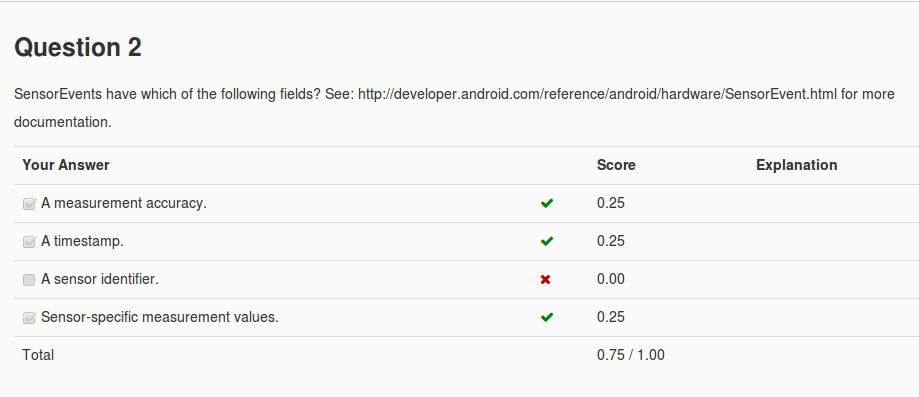 Question 2
SensorEvents have which of the following fields? See: http://developer.android.com/reference/android/hardware/SensorEvent.html for more
documentation.
Your Answer Score Explanation
A measurement accuracy. 0.25
A timestamp. 0.25
A sensor identifier. 0.00
Sensor-specific measurement values. 0.25
Total 0.75 / 1.00